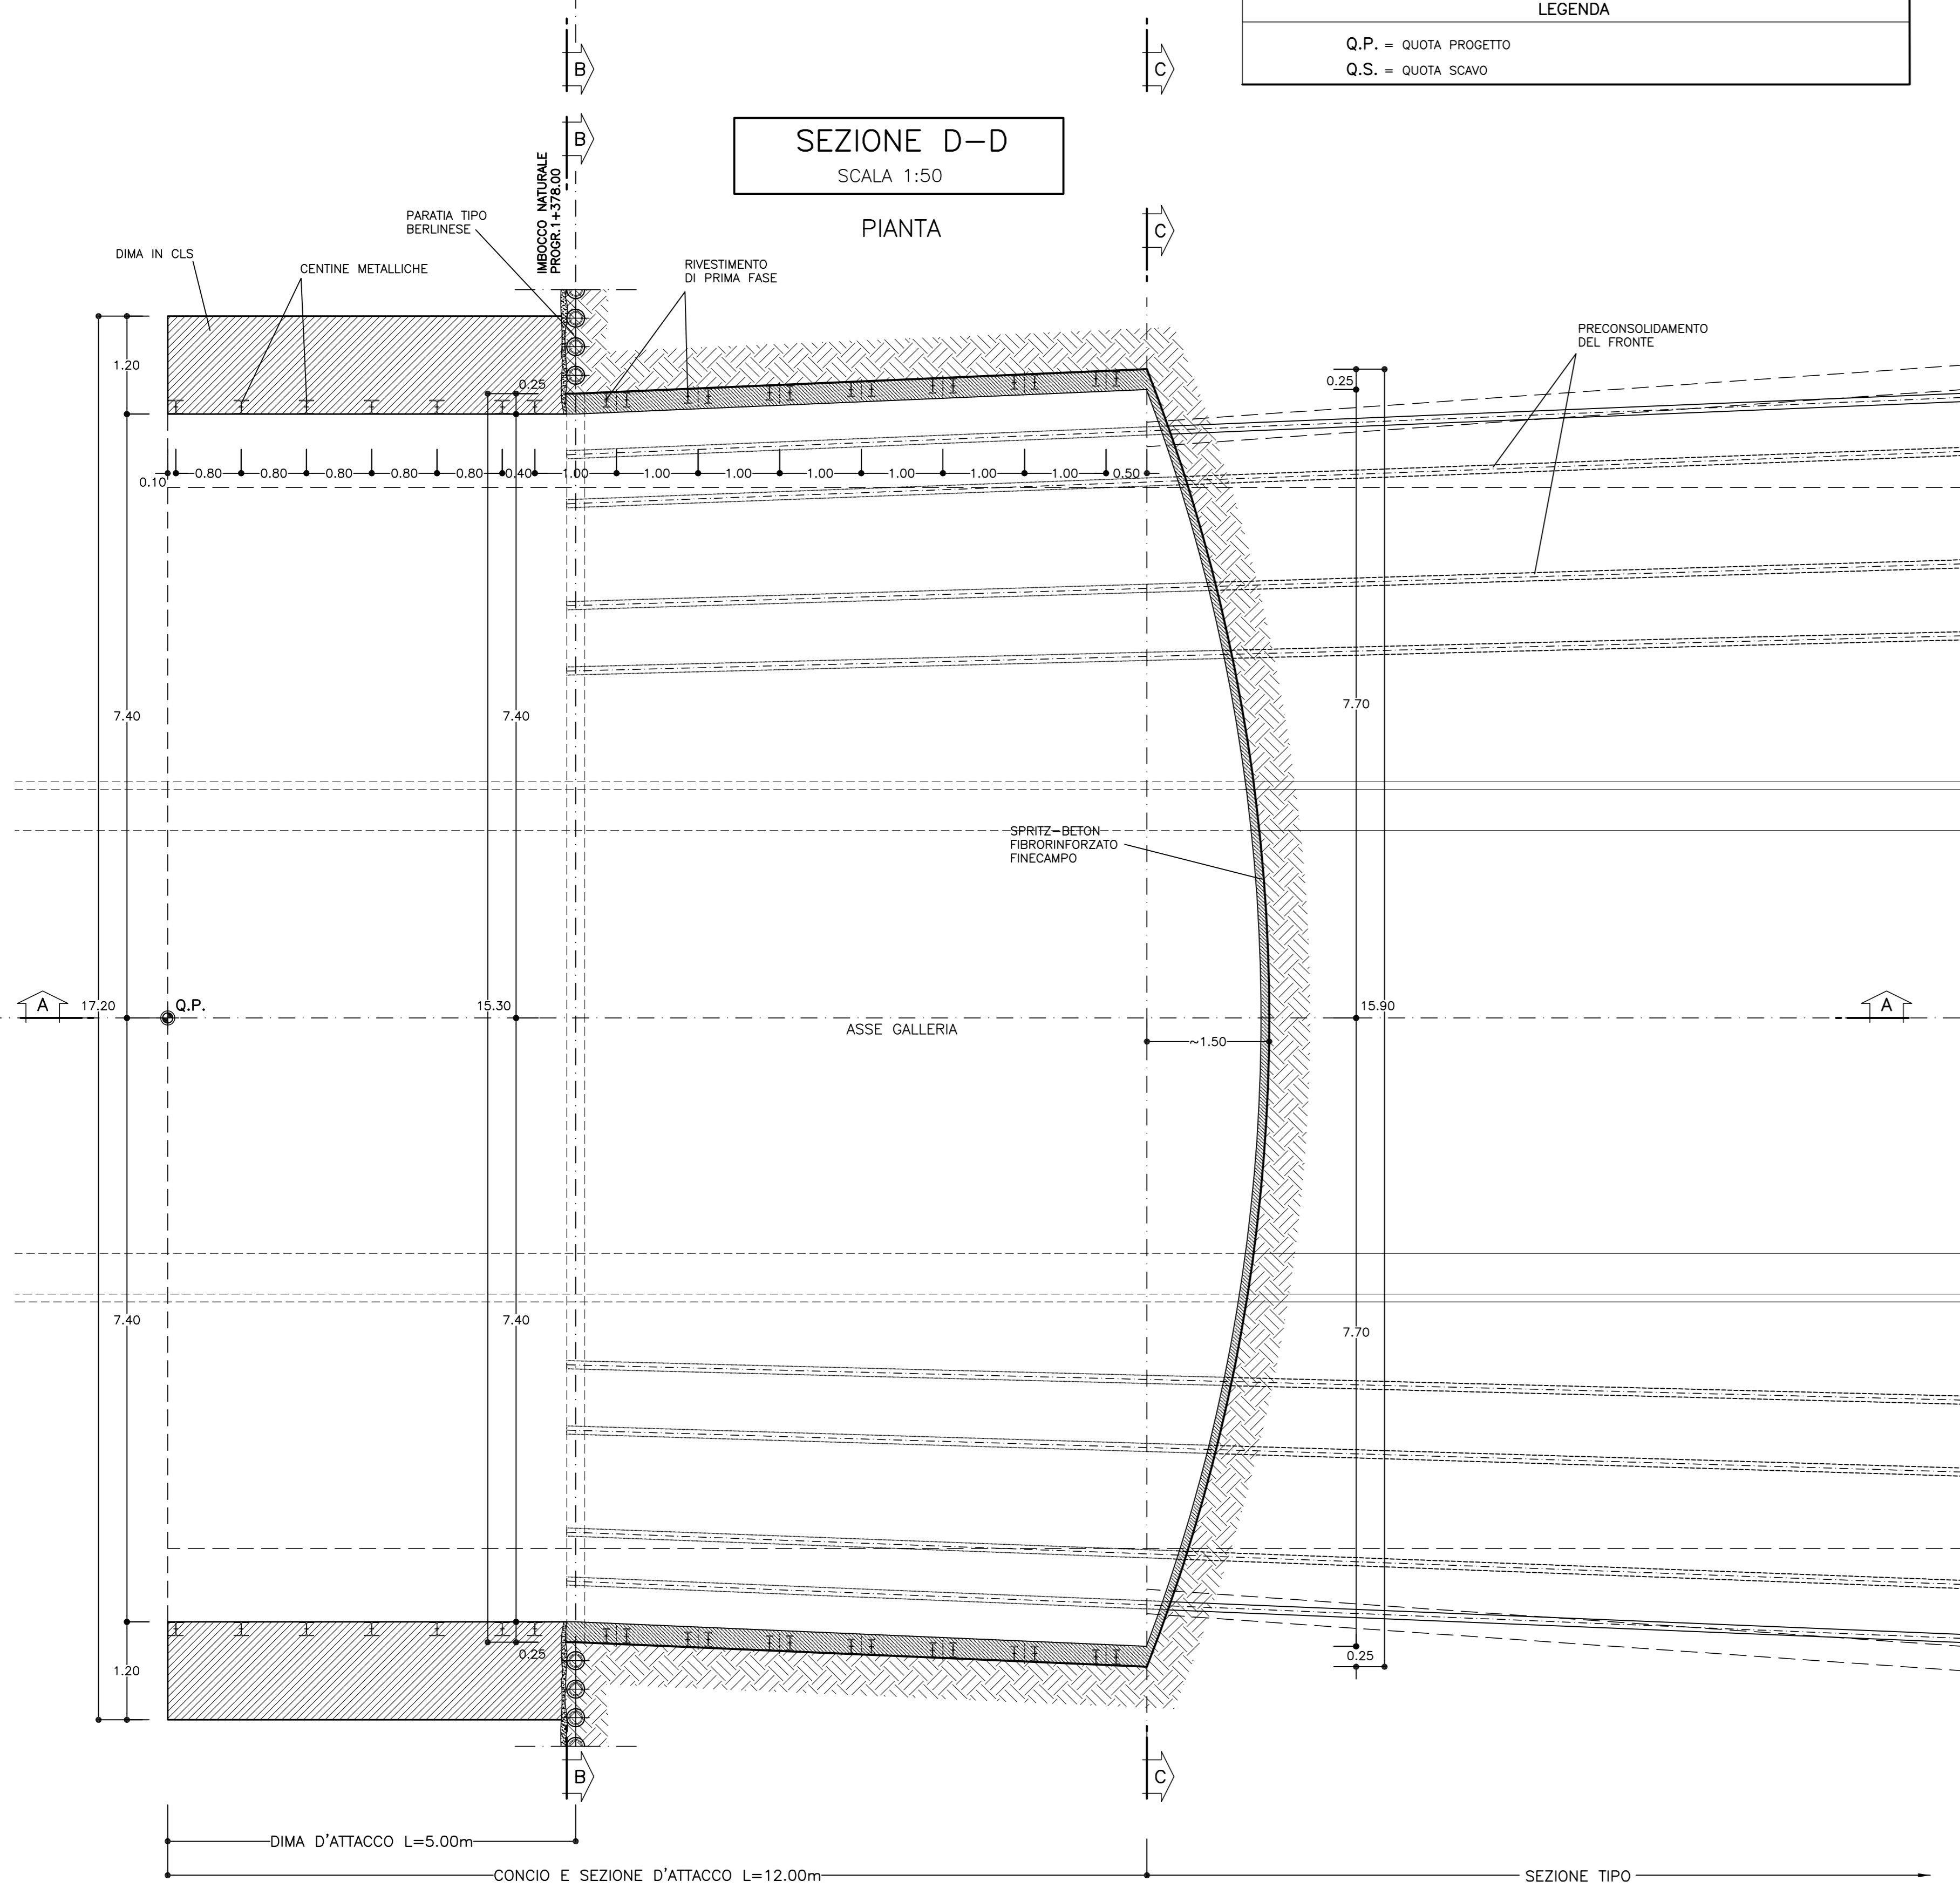 LEGENDA
Q.P. = QUOTA PROGETTO
Q.S. = QUOTA SCAVO
B
C
B
SEZIONE D-D
SCALA 1:50
PIANTA
C
IMBOCCO NATURALE
PROGR.1+378.00
PARATIA TIPO
BERLINESE
DIMA IN CLS
CENTINE METALLICHE
RIVESTIMENTO
DI PRIMA FASE
PRECONSOLIDAMENTO
DEL FRONTE
1.20
0.25
0.25
0.10
0.80
0.80
0.80
0.80
0.80
0.40
1.00
1.00
1.00
1.00
1.00
1.00
1.00
0.50
7.40
7.40
7.70
SPRITZ-BETON
FIBRORINFORZATO
FINECAMPO
A
17.20
Q.P.
15.30
15.90
A
ASSE GALLERIA
~1.50
7.40
7.40
7.70
1.20
0.25
0.25
B
C
DIMA D'ATTACCO L=5.00m
CONCIO E SEZIONE D'ATTACCO L=12.00m
SEZIONE TIPO